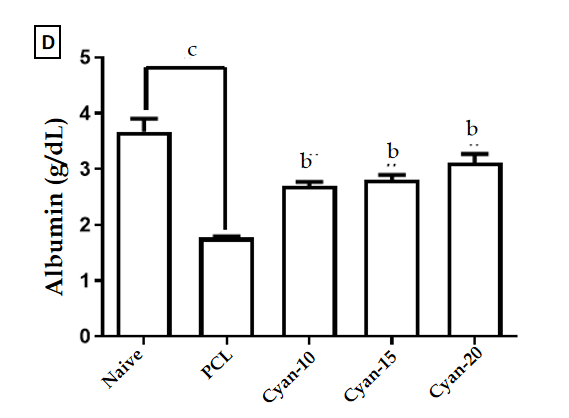 D
c
5
4
3
2
1
0
Albumin (g/dL)
b¨
b
¨
b
¨
Naive
PCL
Cyan-10
Cyan-15
Cyan-20